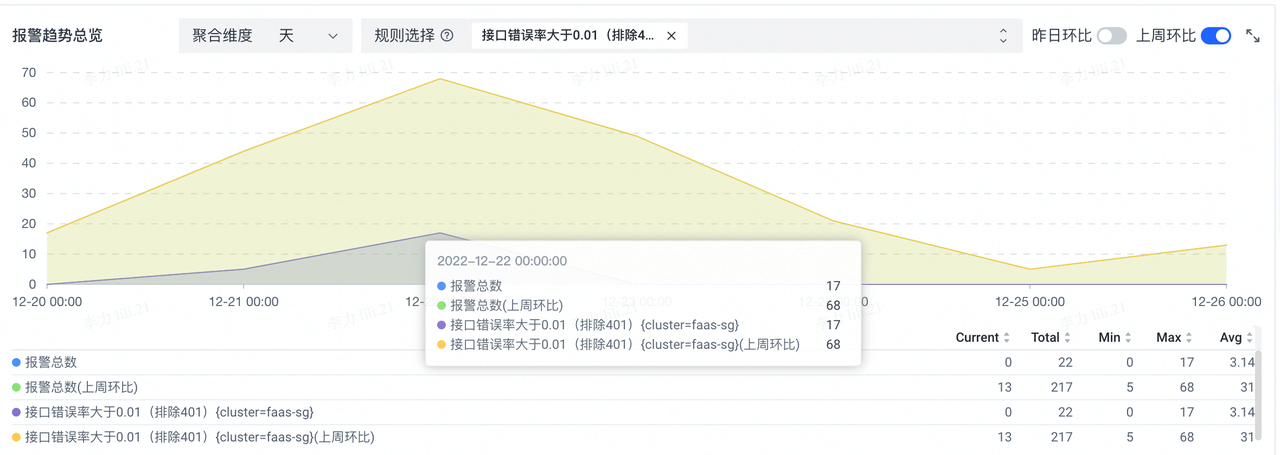 报警趋势总览 聚合维度 天 规则选择 接口错误率大于0.01（排除4... × 昨日环比 上周环比
70
60
50
40
30
20
10
0
12-20 00:00 12-21 00:00 12-2 12-23 00:00 12-25 00:00 12-26 00:00
2022-12-22 00:00:00
报警总数 17
报警总数(上周环比) 68
接口错误率大于0.01（排除401）{cluster=faas-sg} 17
接口错误率大于0.01（排除401）{cluster=faas-sg}(上周环比) 68
Current Total Min Max Avg
报警总数 0 22 0 17 3.14
报警总数(上周环比) 13 217 5 68 31
接口错误率大于0.01（排除401）{cluster=faas-sg} 0 22 0 17 3.14
接口错误率大于0.01（排除401）{cluster=faas-sg}(上周环比) 13 217 5 68 31